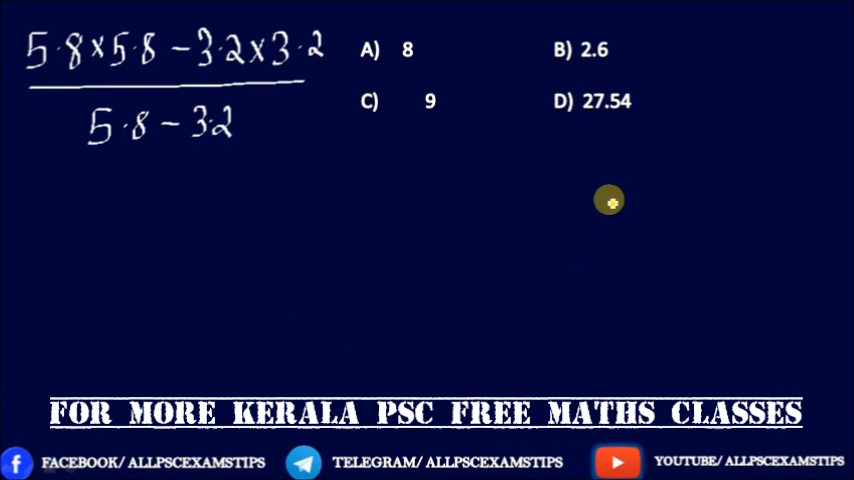 5.8×5.8 - 3.2×3.2
5.8 - 3.2
A) 8 B) 2.6
C) 9 D) 27.54
FOR MORE KERALA PSC FREE MATHS CLASSES
FACEBOOK/ ALLPSCEXAMSTIPS TELEGRAM/ ALLPSCEXAMSTIPS YOUTUBE/ ALLPSCEXAMSTIPS